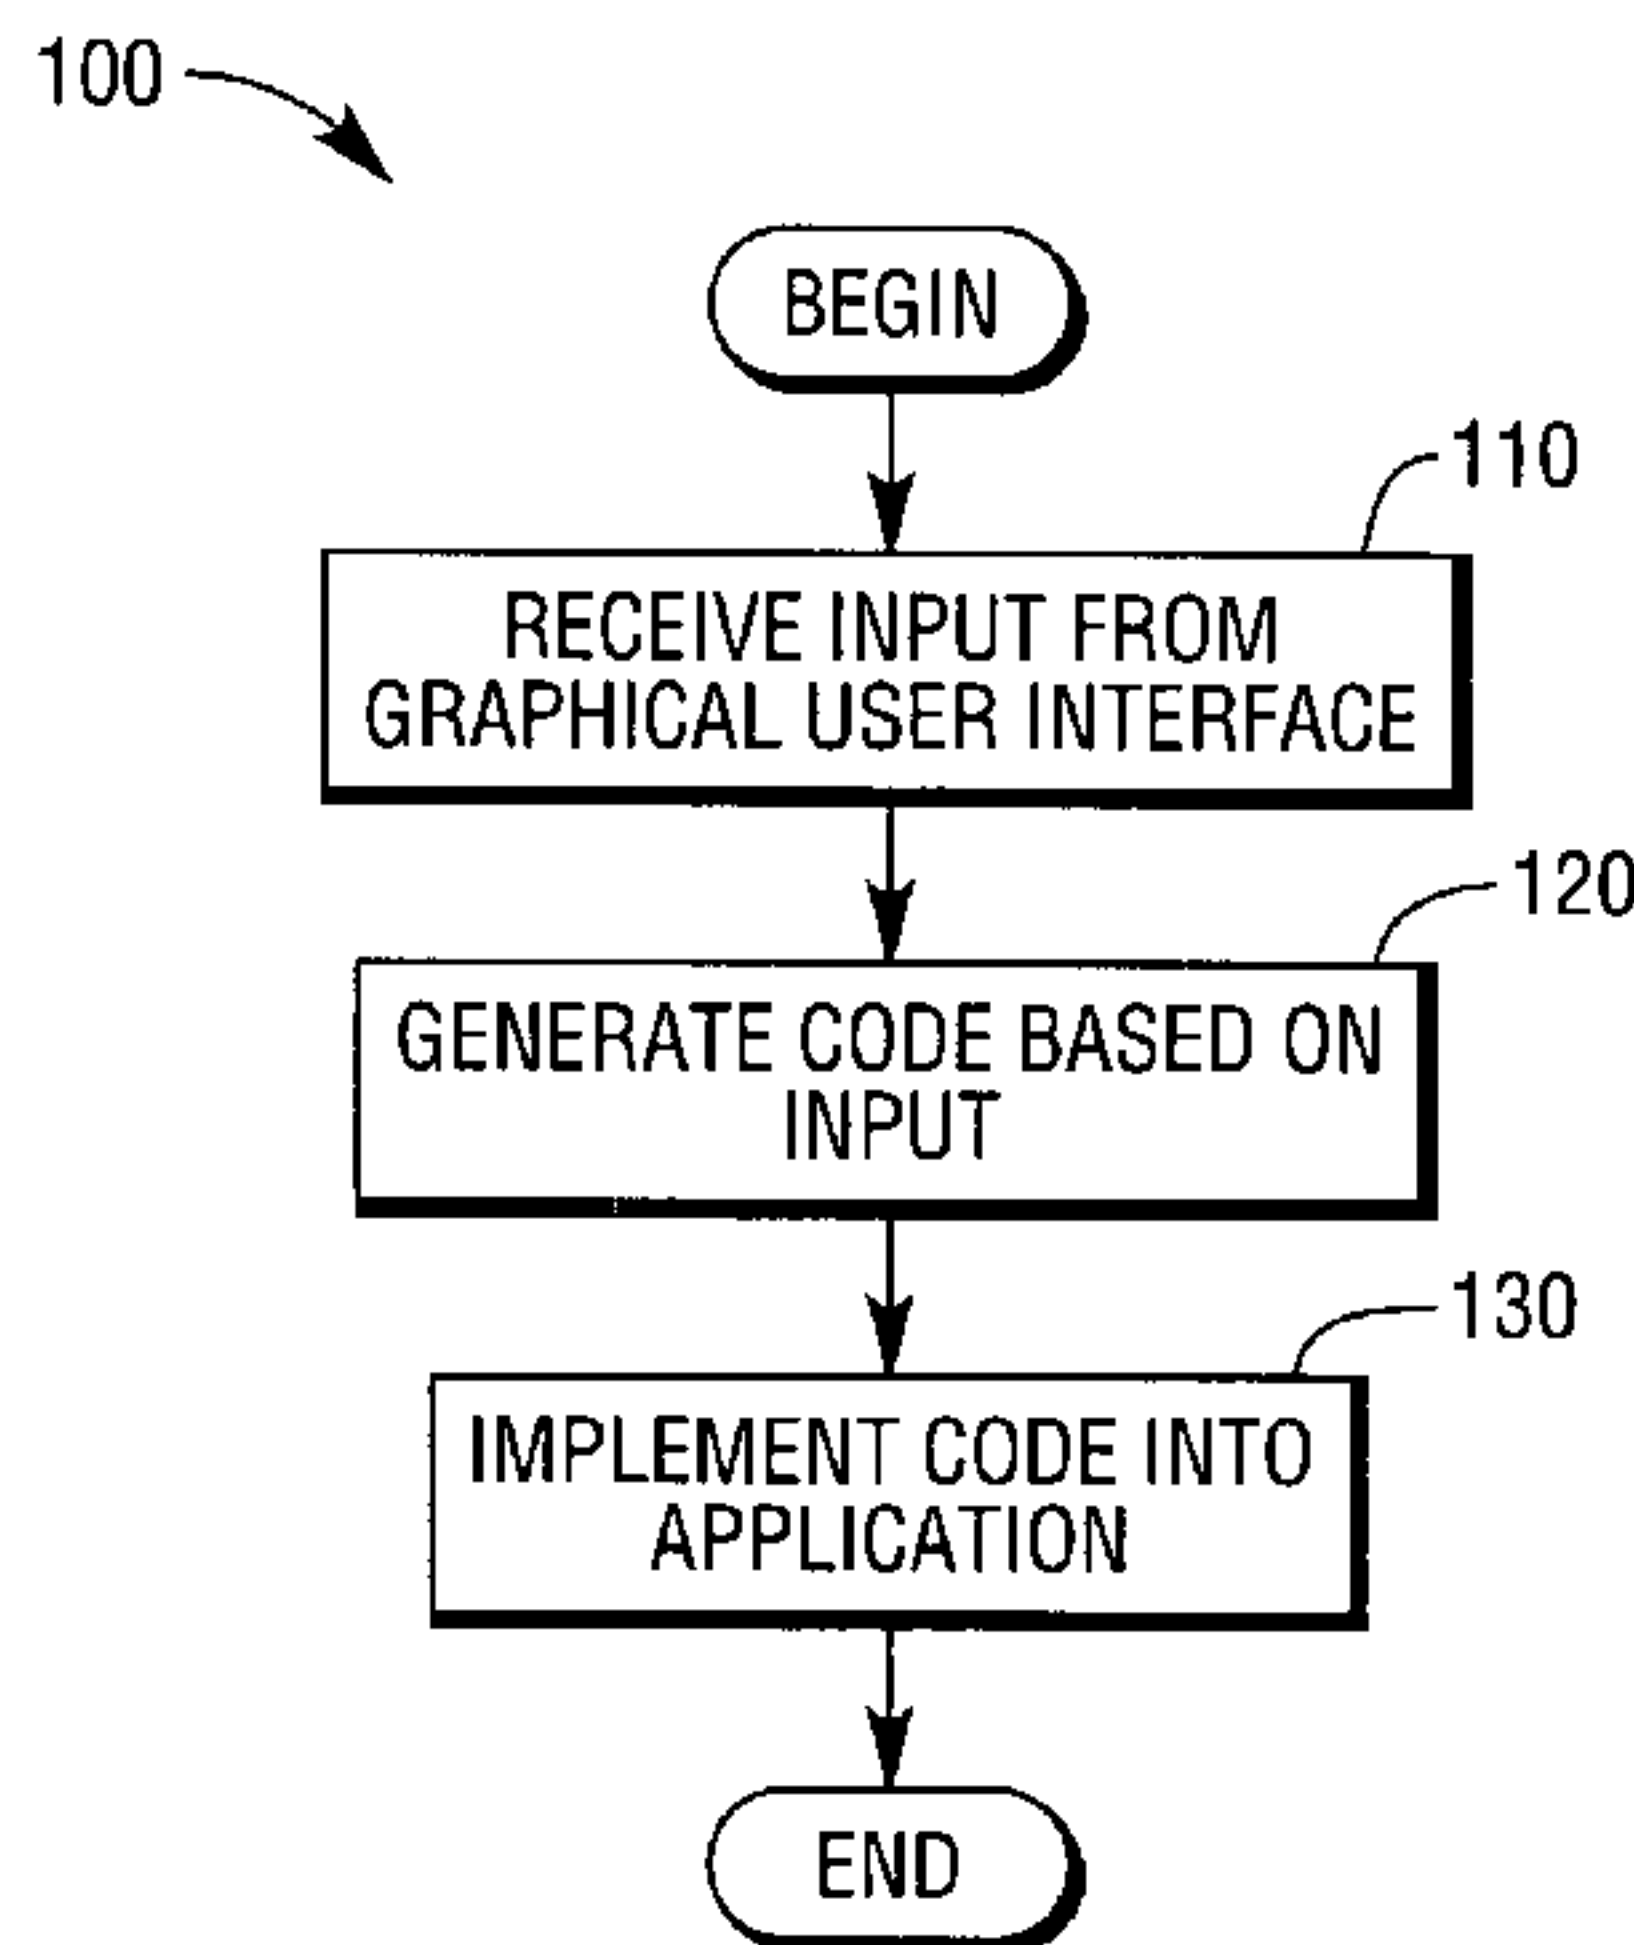 100
BEGIN
110
RECEIVE INPUT FROM
GRAPHICAL USER INTERFACE
120
GENERATE CODE BASED ON
INPUT
130
IMPLEMENT CODE INTO
APPLICATION
END